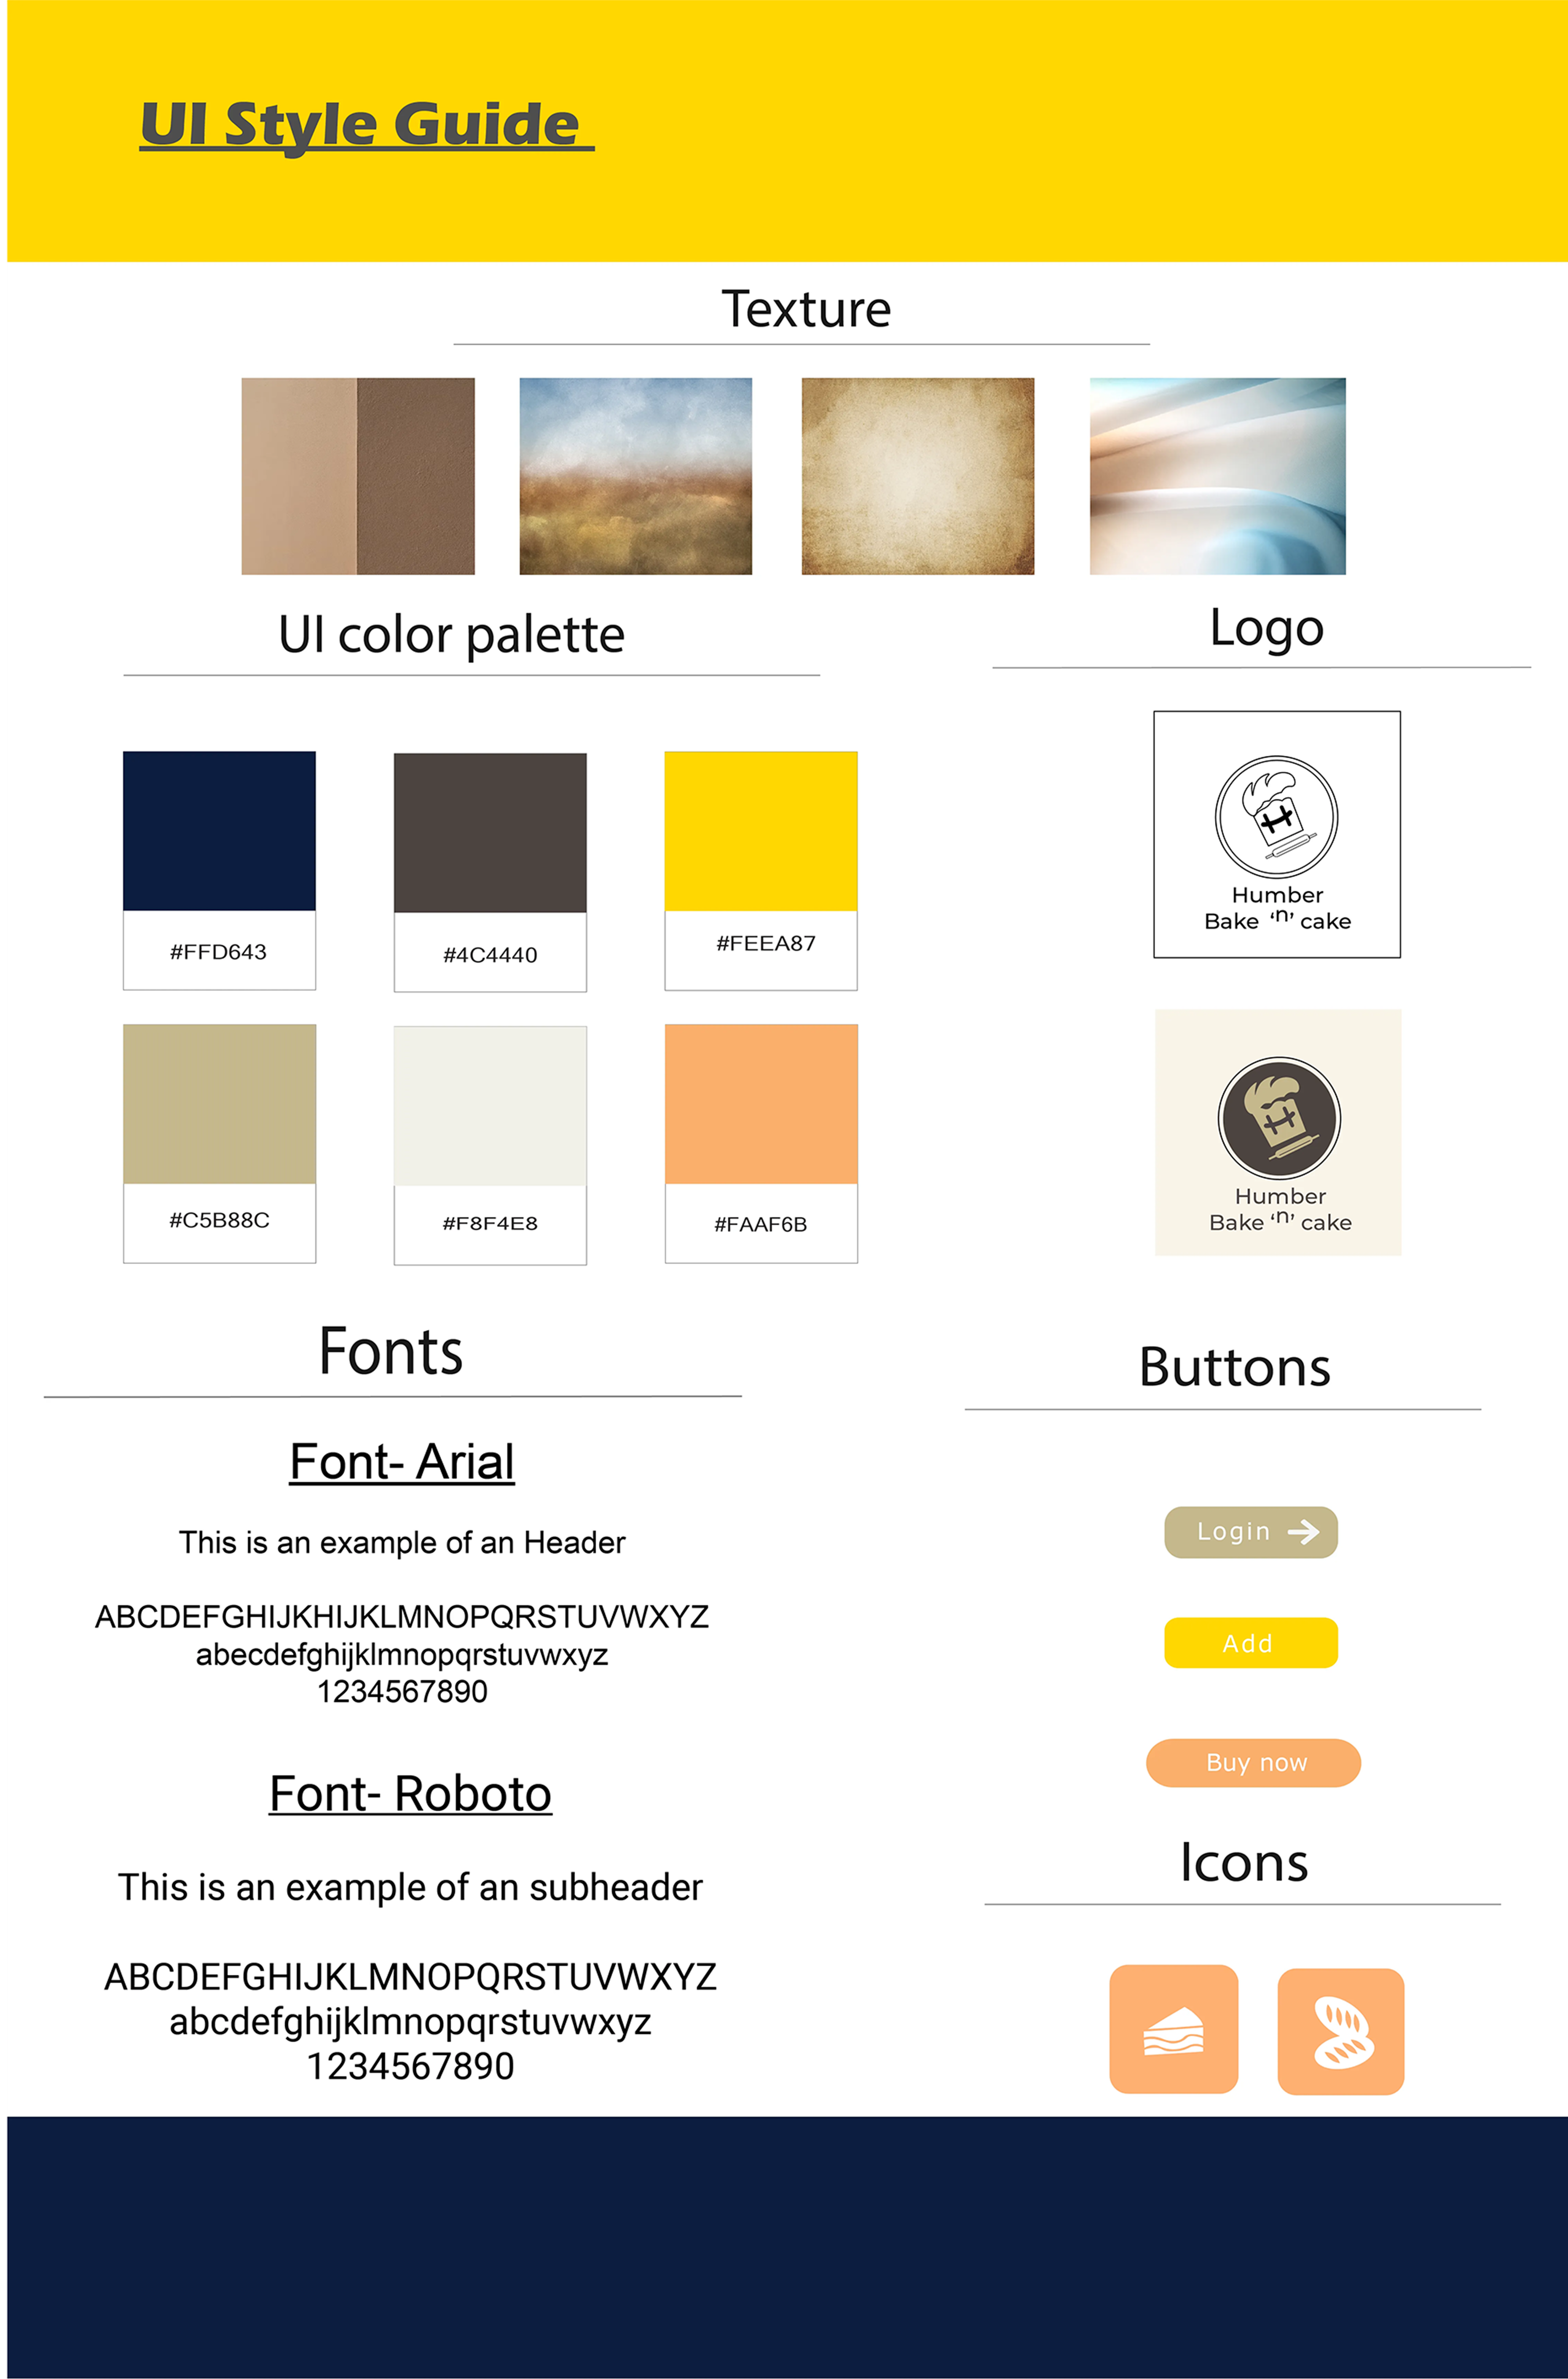 UI Style Guide
Texture
UI color palette
#FFD643
#4C4440
#FEEA87
#C5B88C
#F8F4E8
#FAAF6B
Logo
H
Humber
Bake ‘n’ cake
H
Humber
Bake ‘n’ cake
Fonts
Font- Arial
This is an example of an Header
ABCDEFGHIJKHIJKLMNOPQRSTUVWXYZ
abecdefghijklmnopqrstuvwxyz
1234567890
Font- Roboto
This is an example of an subheader
ABCDEFGHIJKLMNOPQRSTUVWXYZ
abcdefghijklmnopqrstuvwxyz
1234567890
Buttons
Login
Add
Buy now
Icons